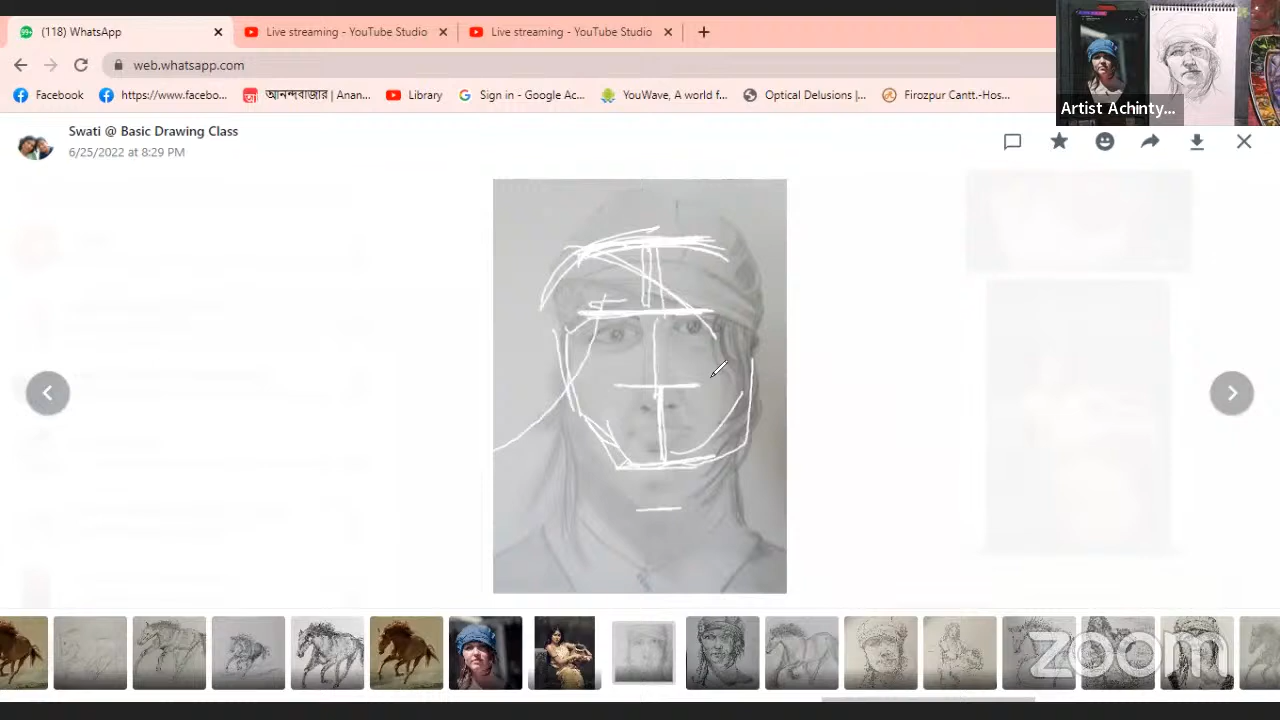 (118) WhatsApp
Live streaming - YouTube Studio
Live streaming - YouTube Studio
web.whatsapp.com
Facebook
https://www.facebo...
আনন্দবাজার | Anan...
Library
Sign in - Google Ac...
YouWave, A world f...
Optical Delusions |...
Firozpur Cantt.-Hos...
Artist Achinty...
Swati @ Basic Drawing Class
6/25/2022 at 8:29 PM
zoom